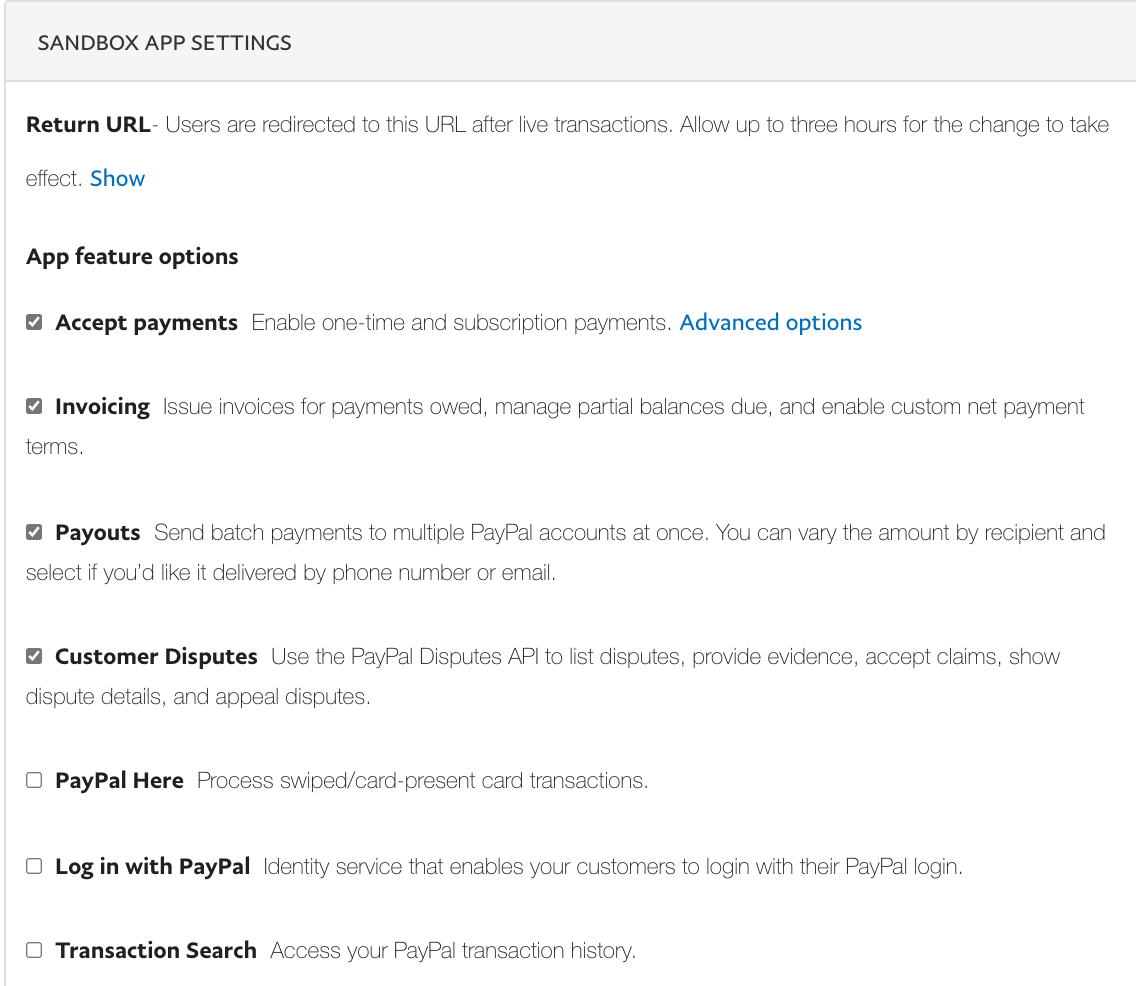 SANDBOX APP SETTINGS
Return URL- Users are redirected to this URL after live transactions. Allow up to three hours for the change to take
effect. Show
App feature options
Accept payments Enable one-time and subscription payments. Advanced options
Invoicing Issue invoices for payments owed, manage partial balances due, and enable custom net payment
terms.
Payouts Send batch payments to multiple PayPal accounts at once. You can vary the amount by recipient and
select if you'd like it delivered by phone number or email.
Customer Disputes Use the PayPal Disputes API to list disputes, provide evidence, accept claims, show
dispute details, and appeal disputes.
PayPal Here Process swiped/card-present card transactions.
Log in with PayPal Identity service that enables your customers to login with their PayPal login.
Transaction Search Access your PayPal transaction history.